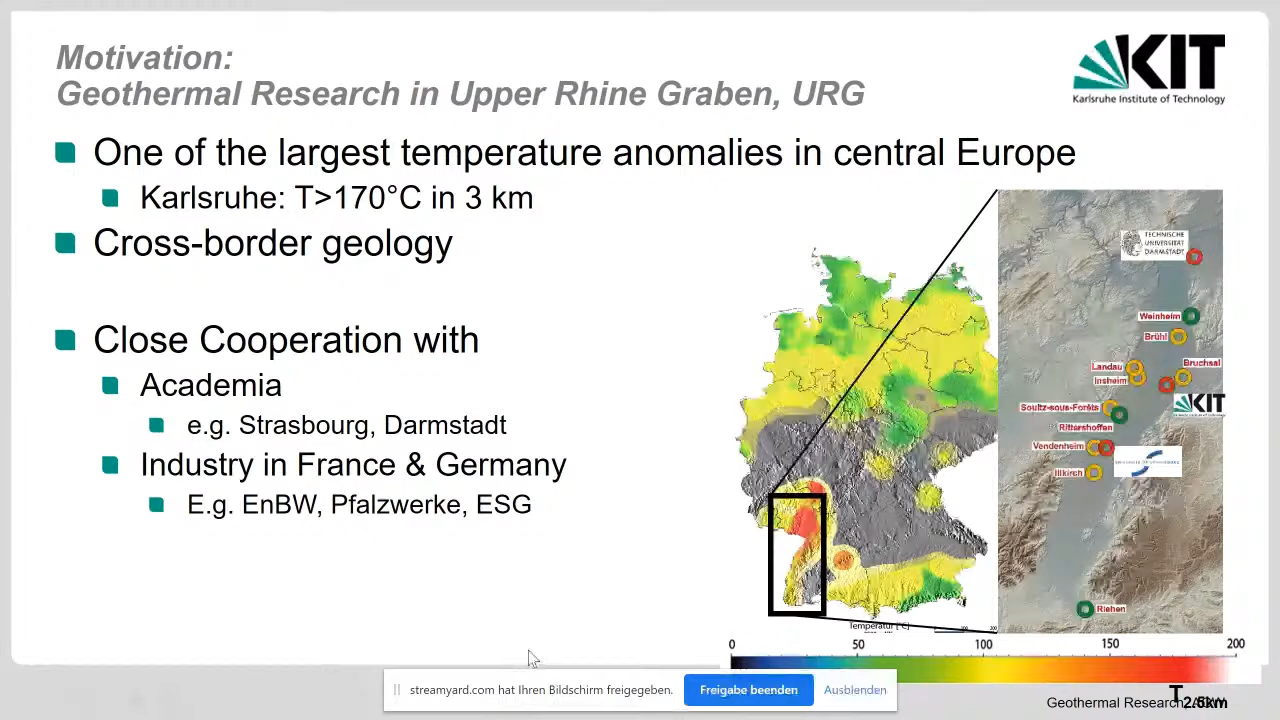 Motivation:
Geothermal Research in Upper Rhine Graben, URG
KIT
Karlsruhe Institute of Technology
One of the largest temperature anomalies in central Europe
Karlsruhe: T>170°C in 3 km
Cross-border geology
Close Cooperation with
Academia
e.g. Strasbourg, Darmstadt
Industry in France & Germany
E.g. EnBW, Pfalzwerke, ESG
TECHNISCHE
UNIVERSITÄT
DARMSTADT
Weinheim
Brühl
Landau
Bruchsal
Insheim
KIT
Soultz-sous-Forêts
Rittershoffen
Vendenheim
Illkirch
Riehen
Temperatur [°C]
0 50 100 150 200
streamyard.com hat Ihren Bildschirm freigegeben.
Freigabe beenden
Ausblenden
Geothermal Research
T2.5km